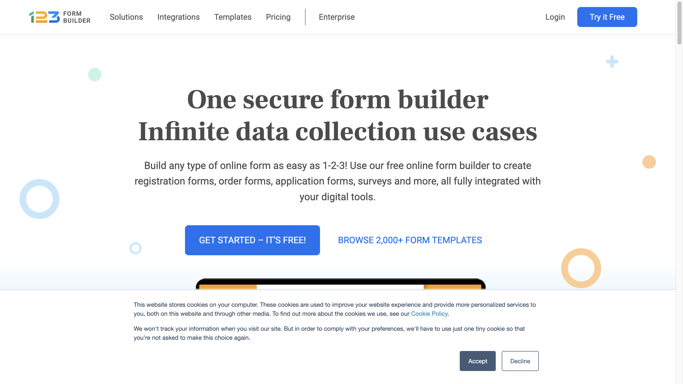 123 FORM BUILDER
Solutions
Integrations
Templates
Pricing
Enterprise
Login
Try it Free
One secure form builder
Infinite data collection use cases
Build any type of online form as easy as 1-2-3! Use our free online form builder to create
registration forms, order forms, application forms, surveys and more, all fully integrated with
your digital tools.
GET STARTED – IT'S FREE!
BROWSE 2,000+ FORM TEMPLATES
This website stores cookies on your computer. These cookies are used to improve your website experience and provide more personalized services to
you, both on this website and through other media. To find out more about the cookies we use, see our Cookie Policy.
We won't track your information when you visit our site. But in order to comply with your preferences, we'll have to use just one tiny cookie so that
you're not asked to make this choice again.
Accept
Decline